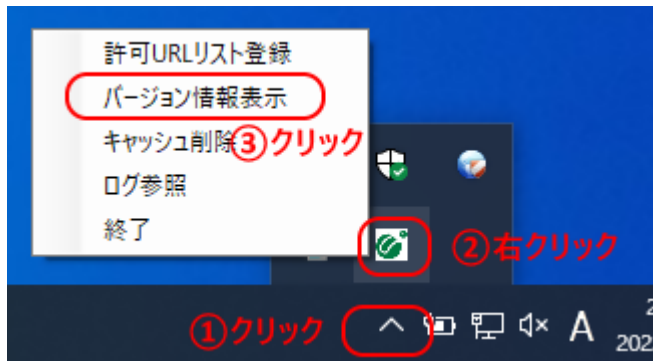 許可URLリスト登録
バージョン情報表示
キャッシュ削除
③クリック
ログ参照
終了
②右クリック
①クリック
A
2
202